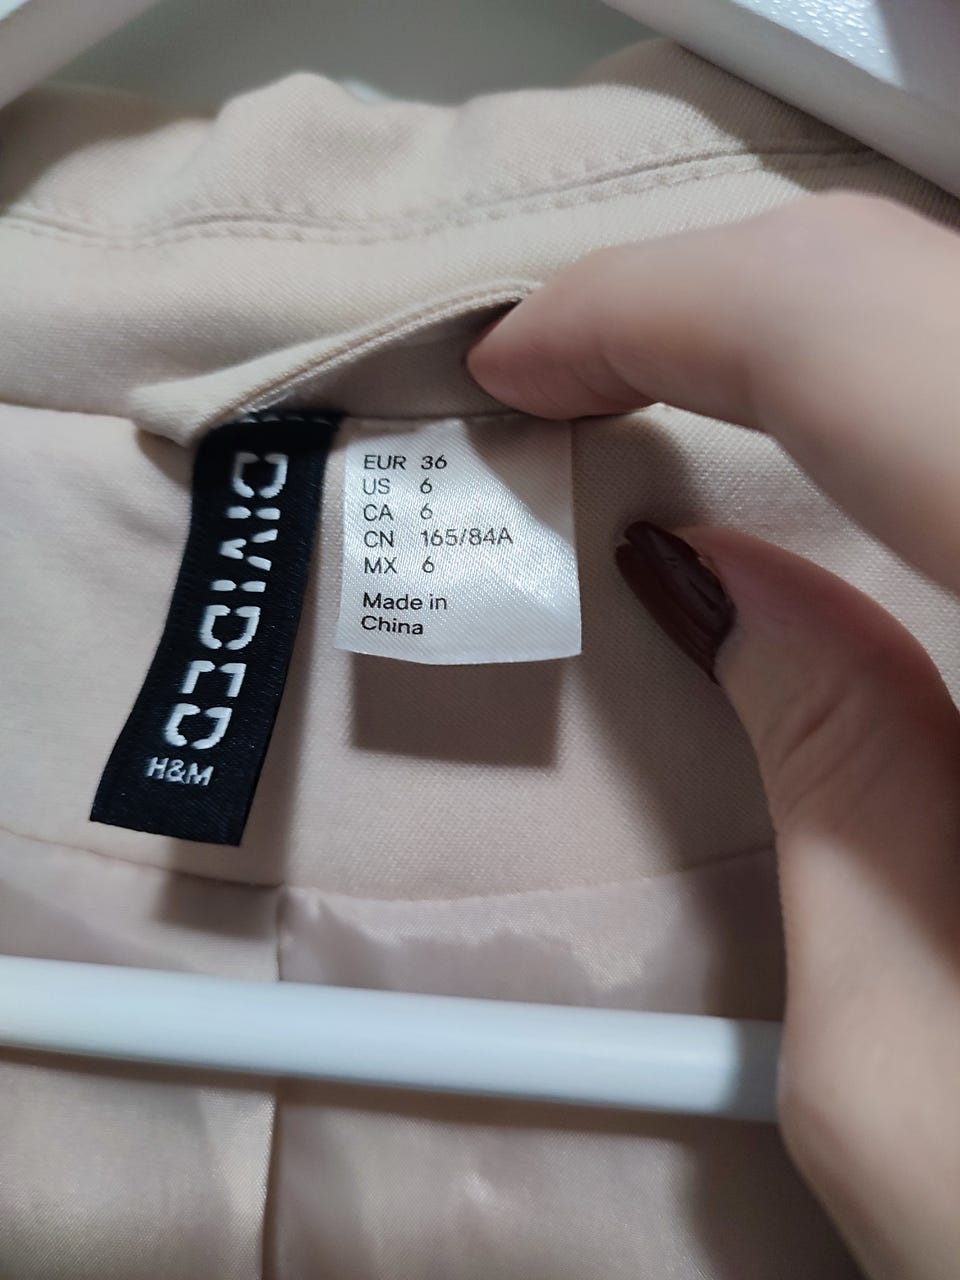 DIVIDED
H&M
EUR 36
US 6
CA 6
CN 165/84A
MX 6
Made in
China